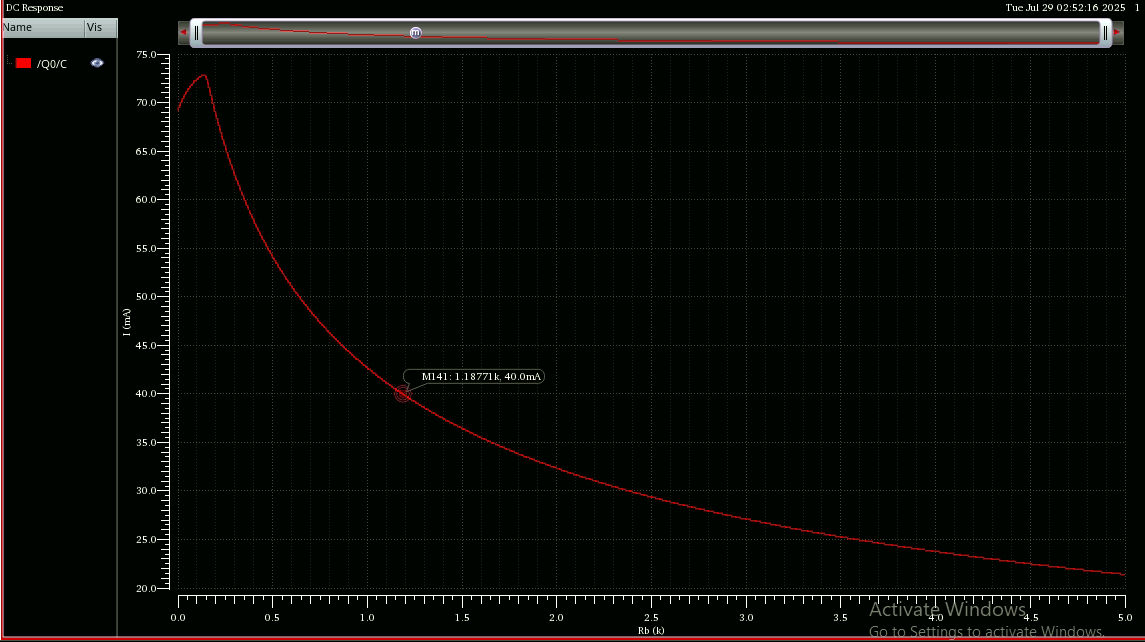 DC Response
Tue Jul 29 02:52:16 2025 1
Name Vis
m
/Q0/C
75.0
70.0
65.0
60.0
55.0
50.0
45.0
40.0
35.0
30.0
25.0
20.0
I (mA)
M141: 1.18771k, 40.0mA
0.0 0.5 1.0 1.5 2.0 2.5 3.0 3.5 4.0 4.5 5.0
Rb (k)
Activate Windows
Go to Settings to activate Windows.